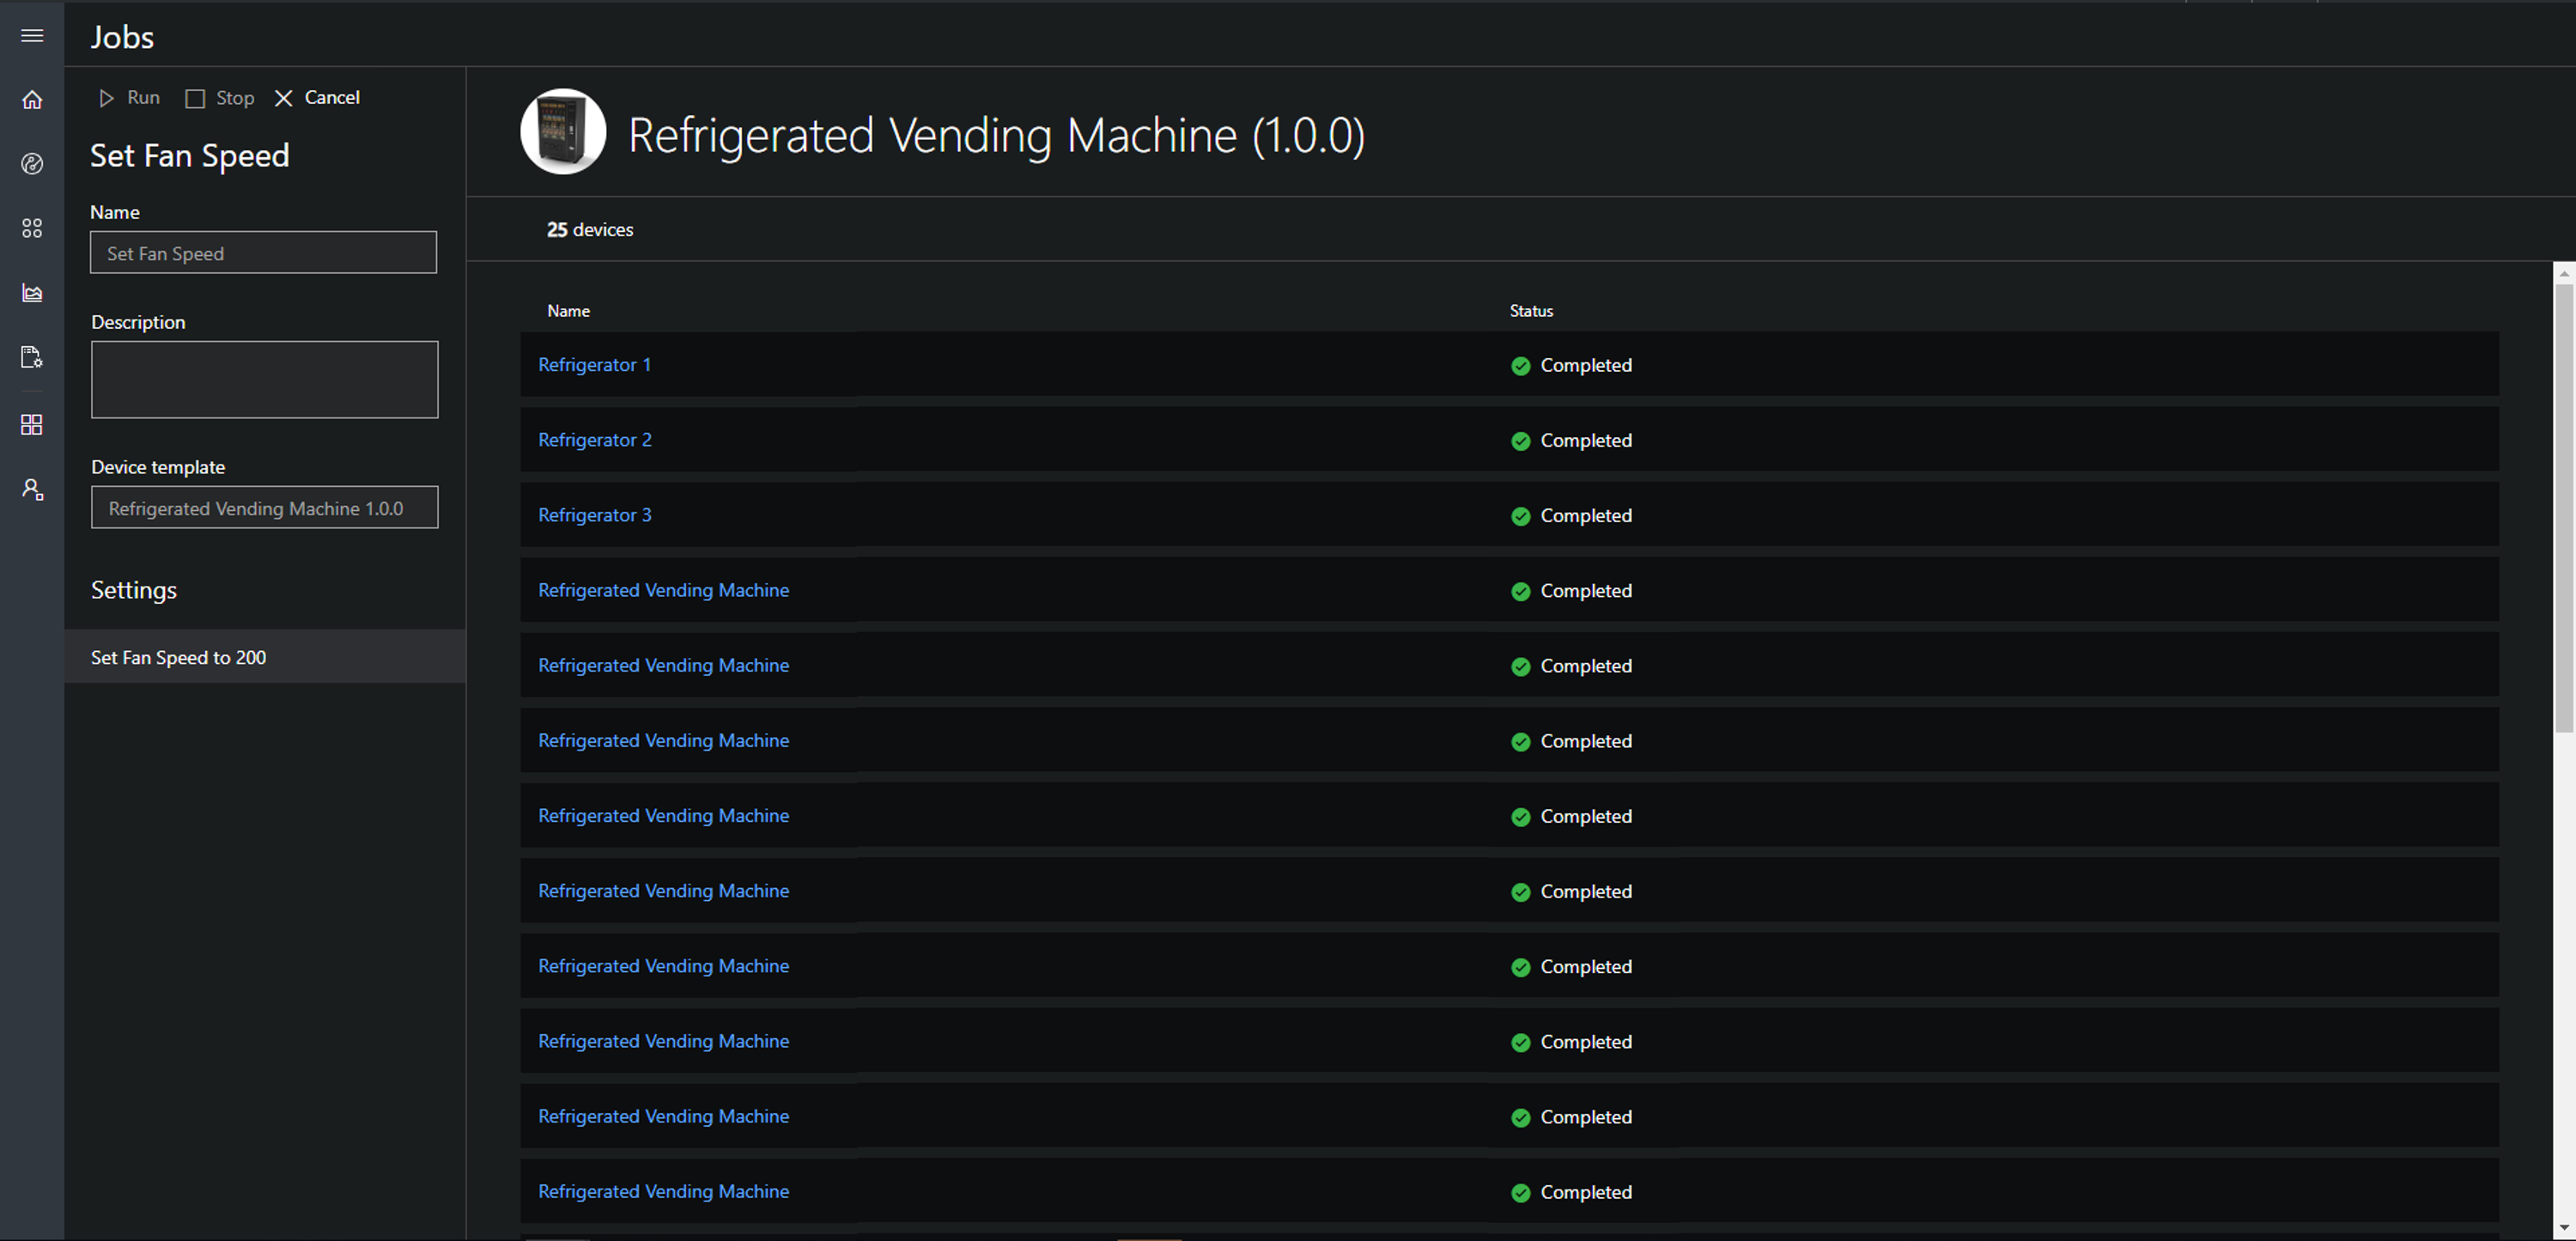 Jobs
Run Stop Cancel
Set Fan Speed
Name
Set Fan Speed
Description
Device template
Refrigerated Vending Machine 1.0.0
Settings
Set Fan Speed to 200
Refrigerated Vending Machine (1.0.0)
25 devices
Name Status
Refrigerator 1 Completed
Refrigerator 2 Completed
Refrigerator 3 Completed
Refrigerated Vending Machine Completed
Refrigerated Vending Machine Completed
Refrigerated Vending Machine Completed
Refrigerated Vending Machine Completed
Refrigerated Vending Machine Completed
Refrigerated Vending Machine Completed
Refrigerated Vending Machine Completed
Refrigerated Vending Machine Completed
Refrigerated Vending Machine Completed